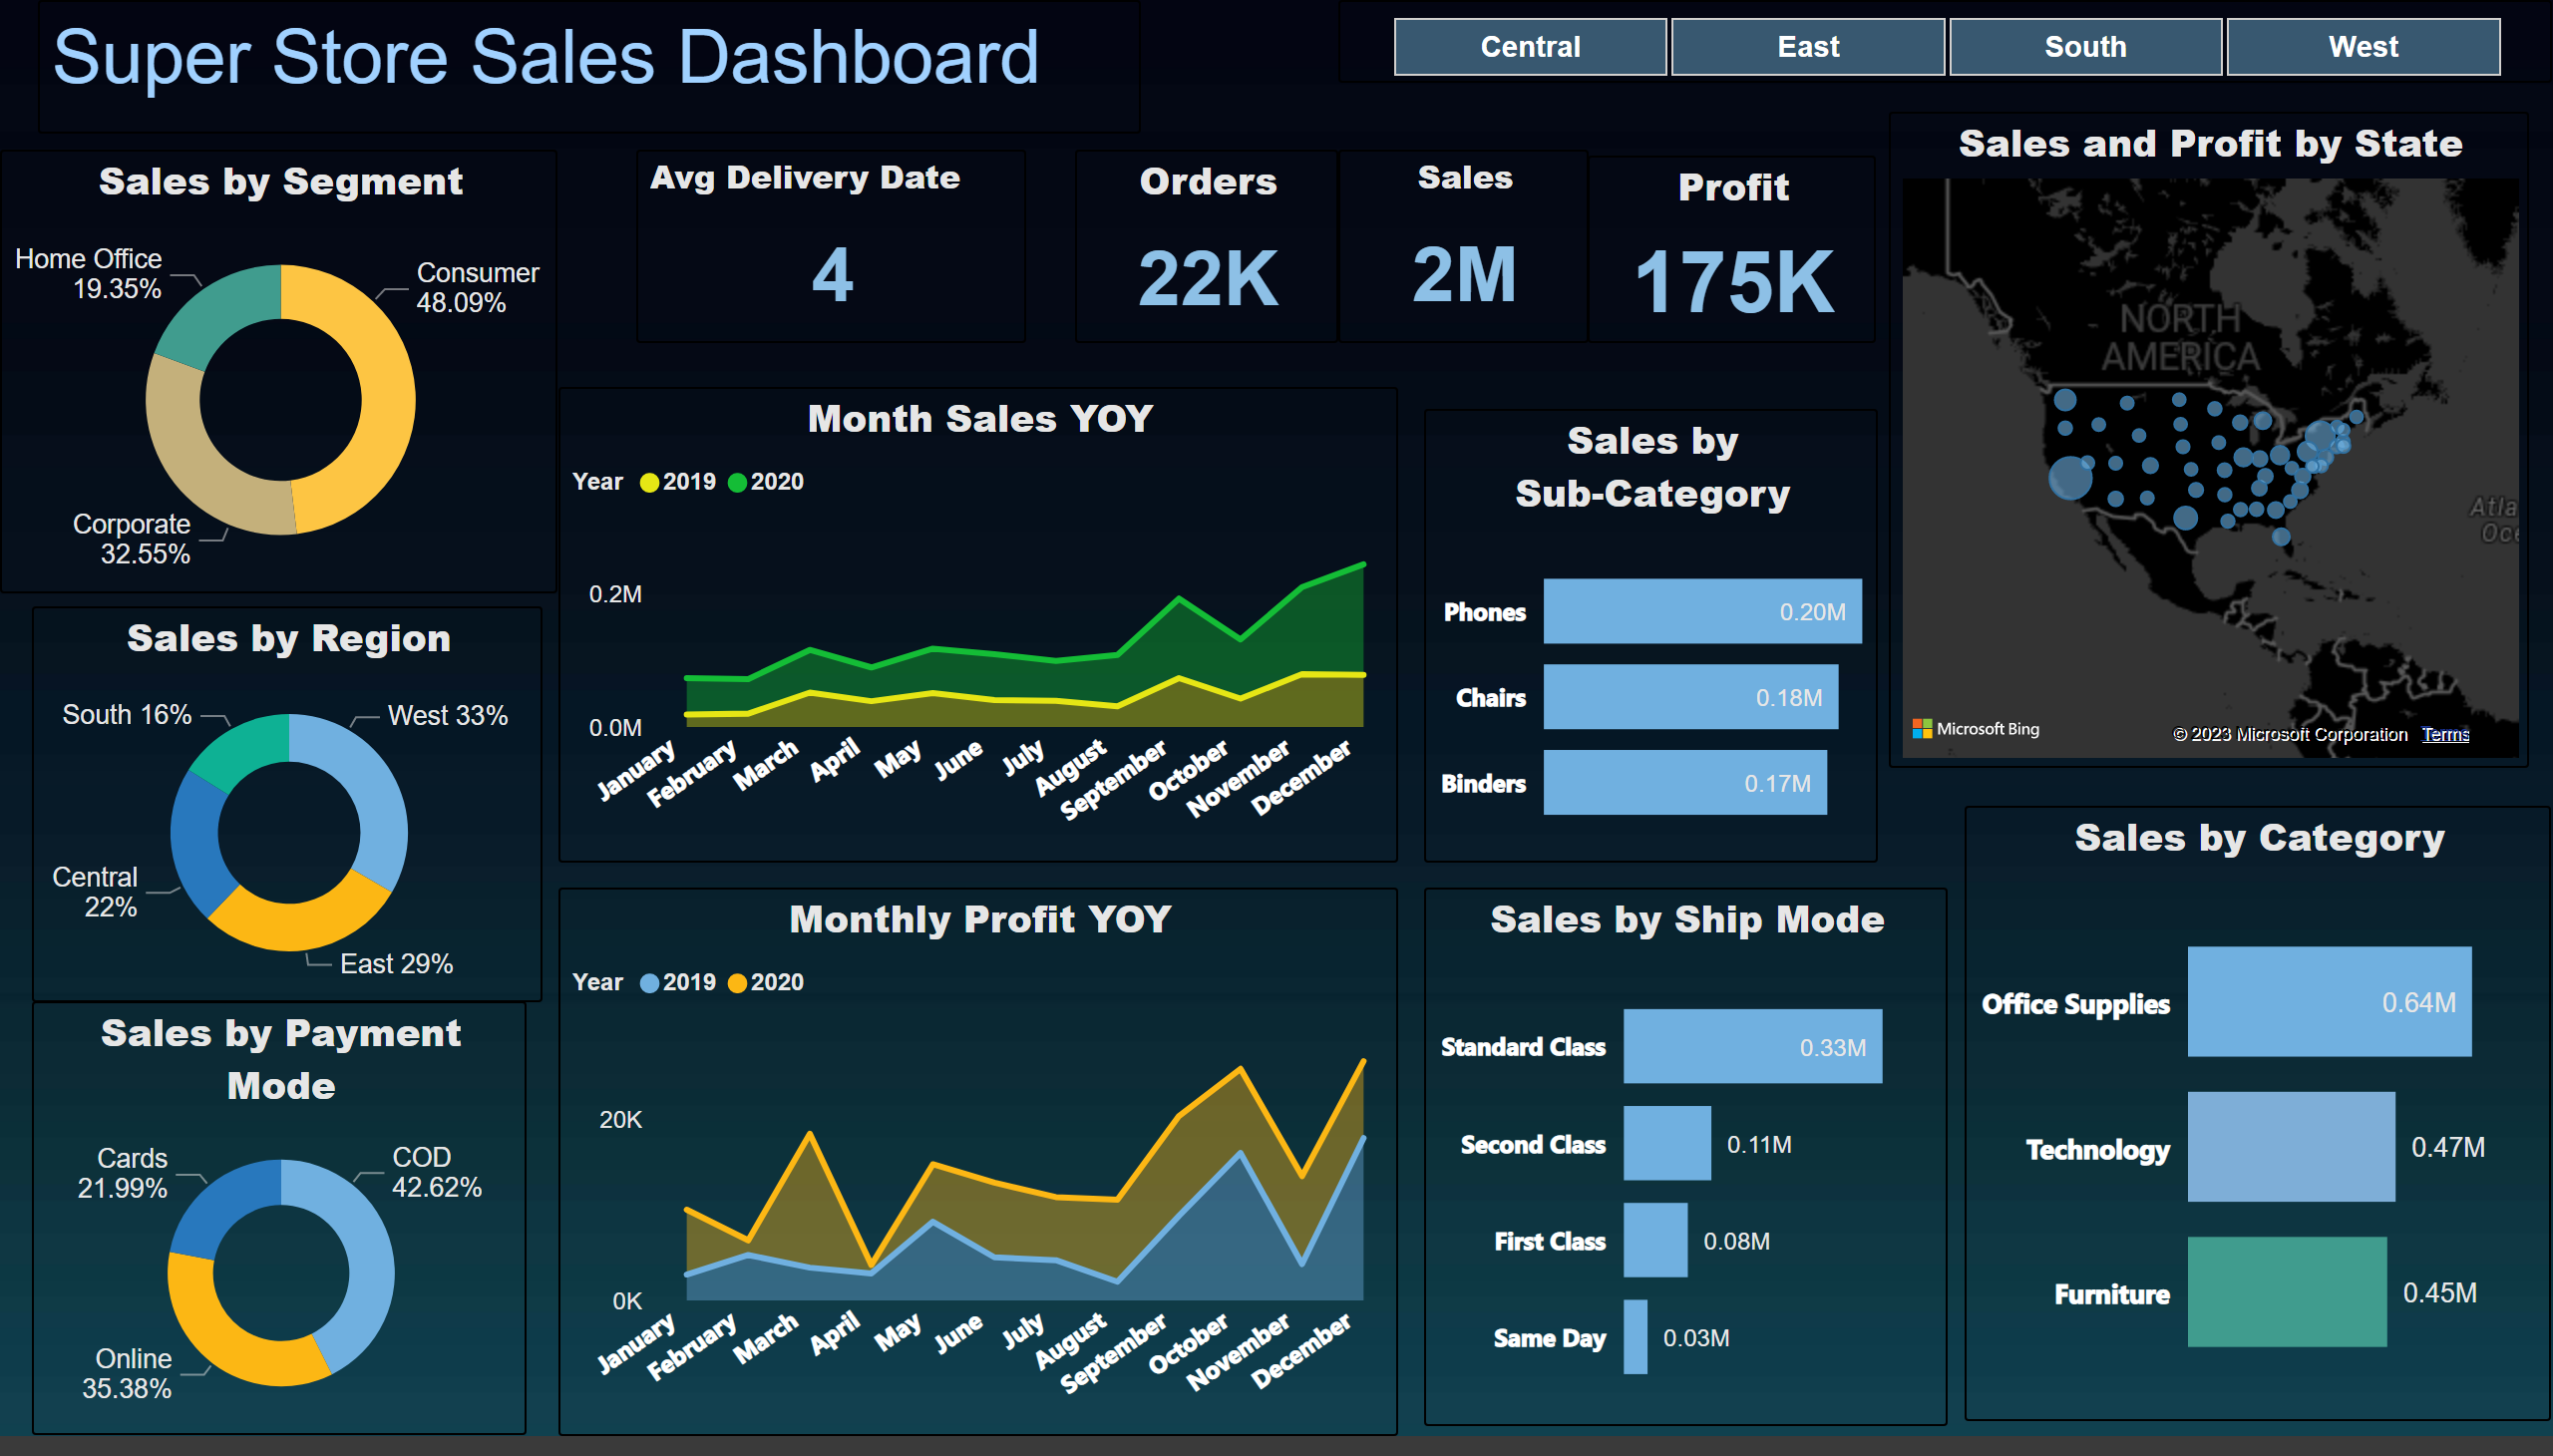 Super Store Sales Dashboard
Central
East
South
West
Sales by Segment
Home Office
19.35%
Consumer
48.09%
Corporate
32.55%
Avg Delivery Date
4
Orders
22K
Sales
2M
Profit
175K
Sales and Profit by State
NORTH
AMERICA
Microsoft Bing
© 2023 Microsoft Corporation Terms
Month Sales YOY
Year 2019 2020
0.2M
0.0M
January
February
March
April
May
June
July
August
September
October
November
December
Sales by
Sub-Category
Phones 0.20M
Chairs 0.18M
Binders 0.17M
Sales by Region
South 16%
West 33%
Central
22%
East 29%
Sales by Payment
Mode
Cards
21.99%
COD
42.62%
Online
35.38%
Monthly Profit YOY
Year 2019 2020
20K
0K
January
February
March
April
May
June
July
August
September
October
November
December
Sales by Ship Mode
Standard Class 0.33M
Second Class 0.11M
First Class 0.08M
Same Day 0.03M
Sales by Category
Office Supplies 0.64M
Technology 0.47M
Furniture 0.45M